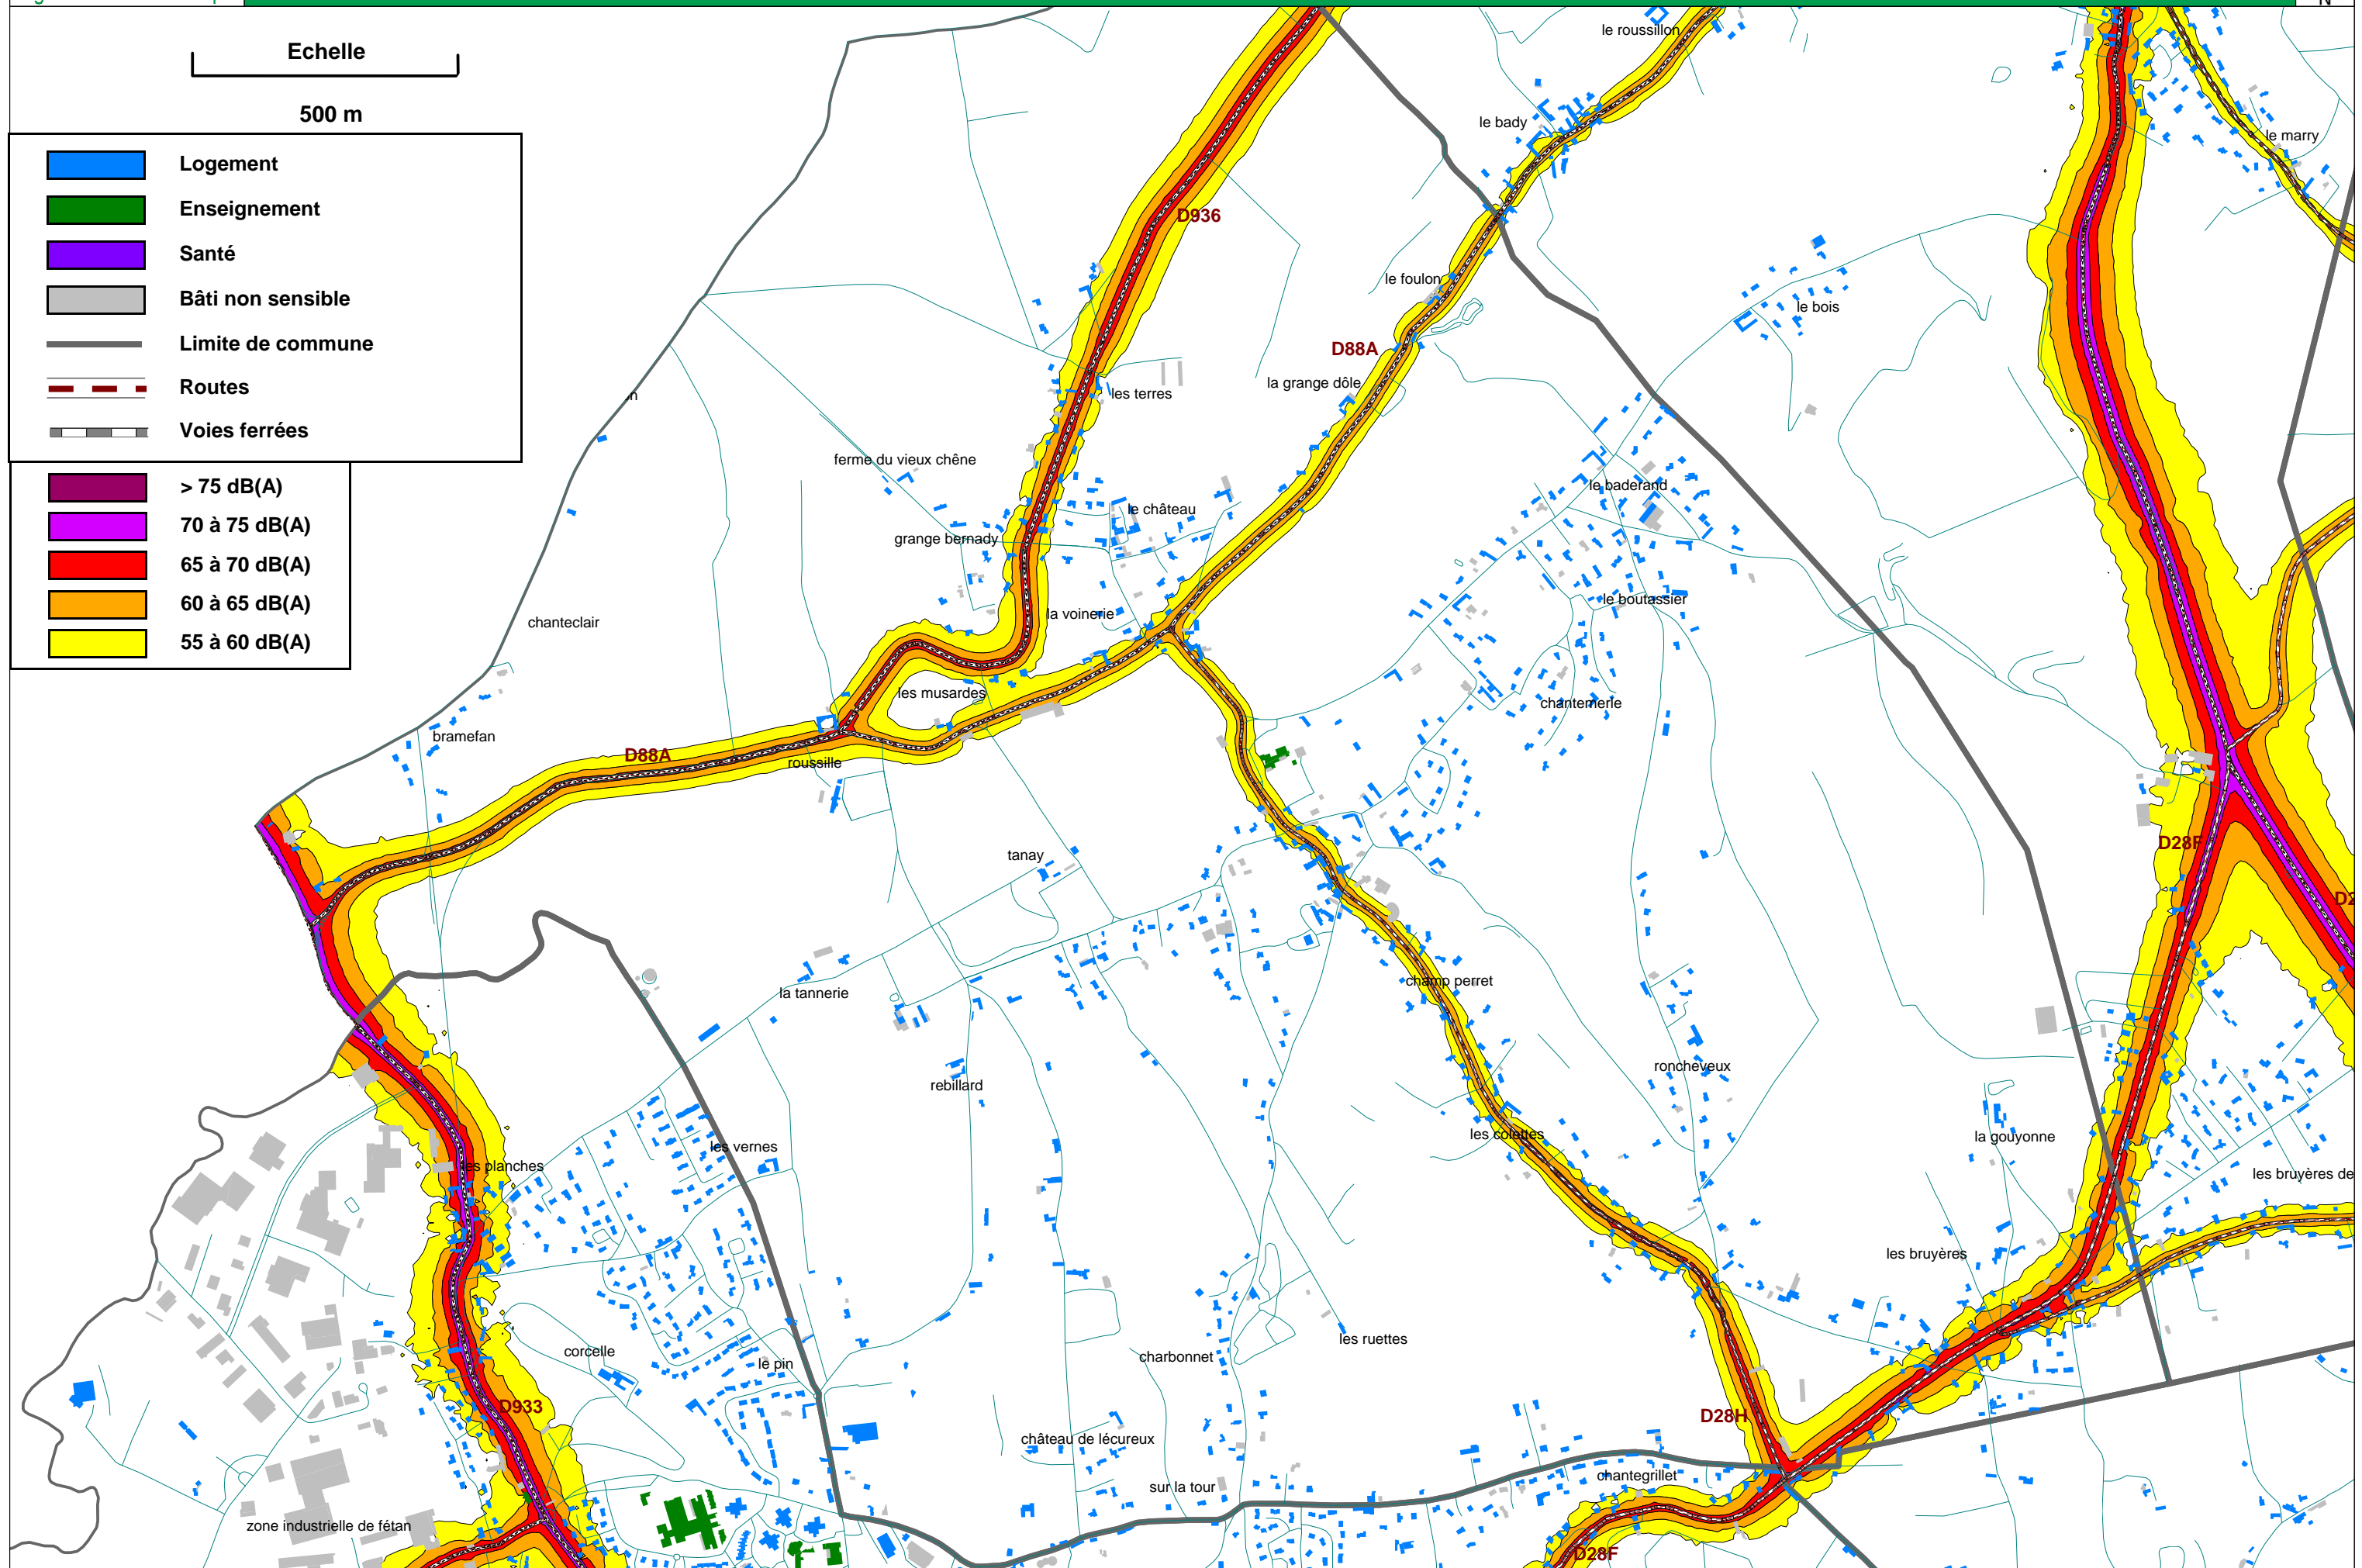 N
Echelle
500 m
Logement
Enseignement
Santé
Bâti non sensible
Limite de commune
Routes
Voies ferrées
> 75 dB(A)
70 à 75 dB(A)
65 à 70 dB(A)
60 à 65 dB(A)
55 à 60 dB(A)
le roussillon
le bady
le marry
D936
le foulon
le bois
D88A
la grange dôle
les terres
ferme du vieux chêne
le baderand
le château
grange bernady
le boutassier
la voinerie
chanteclair
les musardes
chantemerle
bramefan
D88A
roussille
D28F
tanay
D2
champ perret
la tannerie
roncheveux
rebillard
les colettes
la gouyonne
les vernes
les planches
les bruyères de
les bruyères
les ruettes
corcelle
charbonnet
le pin
D933
D28H
château de lécureux
chantegrillet
sur la tour
zone industrielle de fétan
D28F